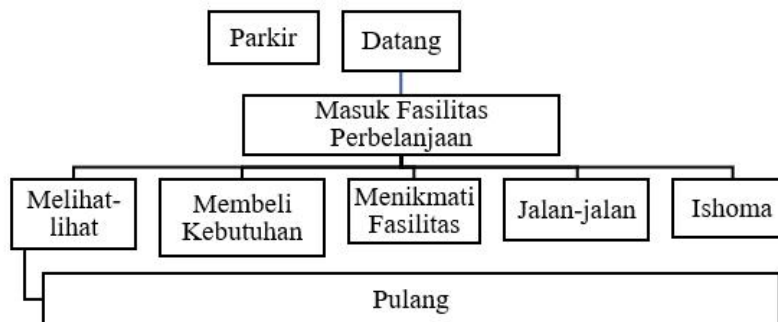 Parkir
Datang
Masuk Fasilitas
Perbelanjaan
Melihat-
lihat
Membeli
Kebutuhan
Menikmati
Fasilitas
Jalan-jalan
Ishoma
Pulang